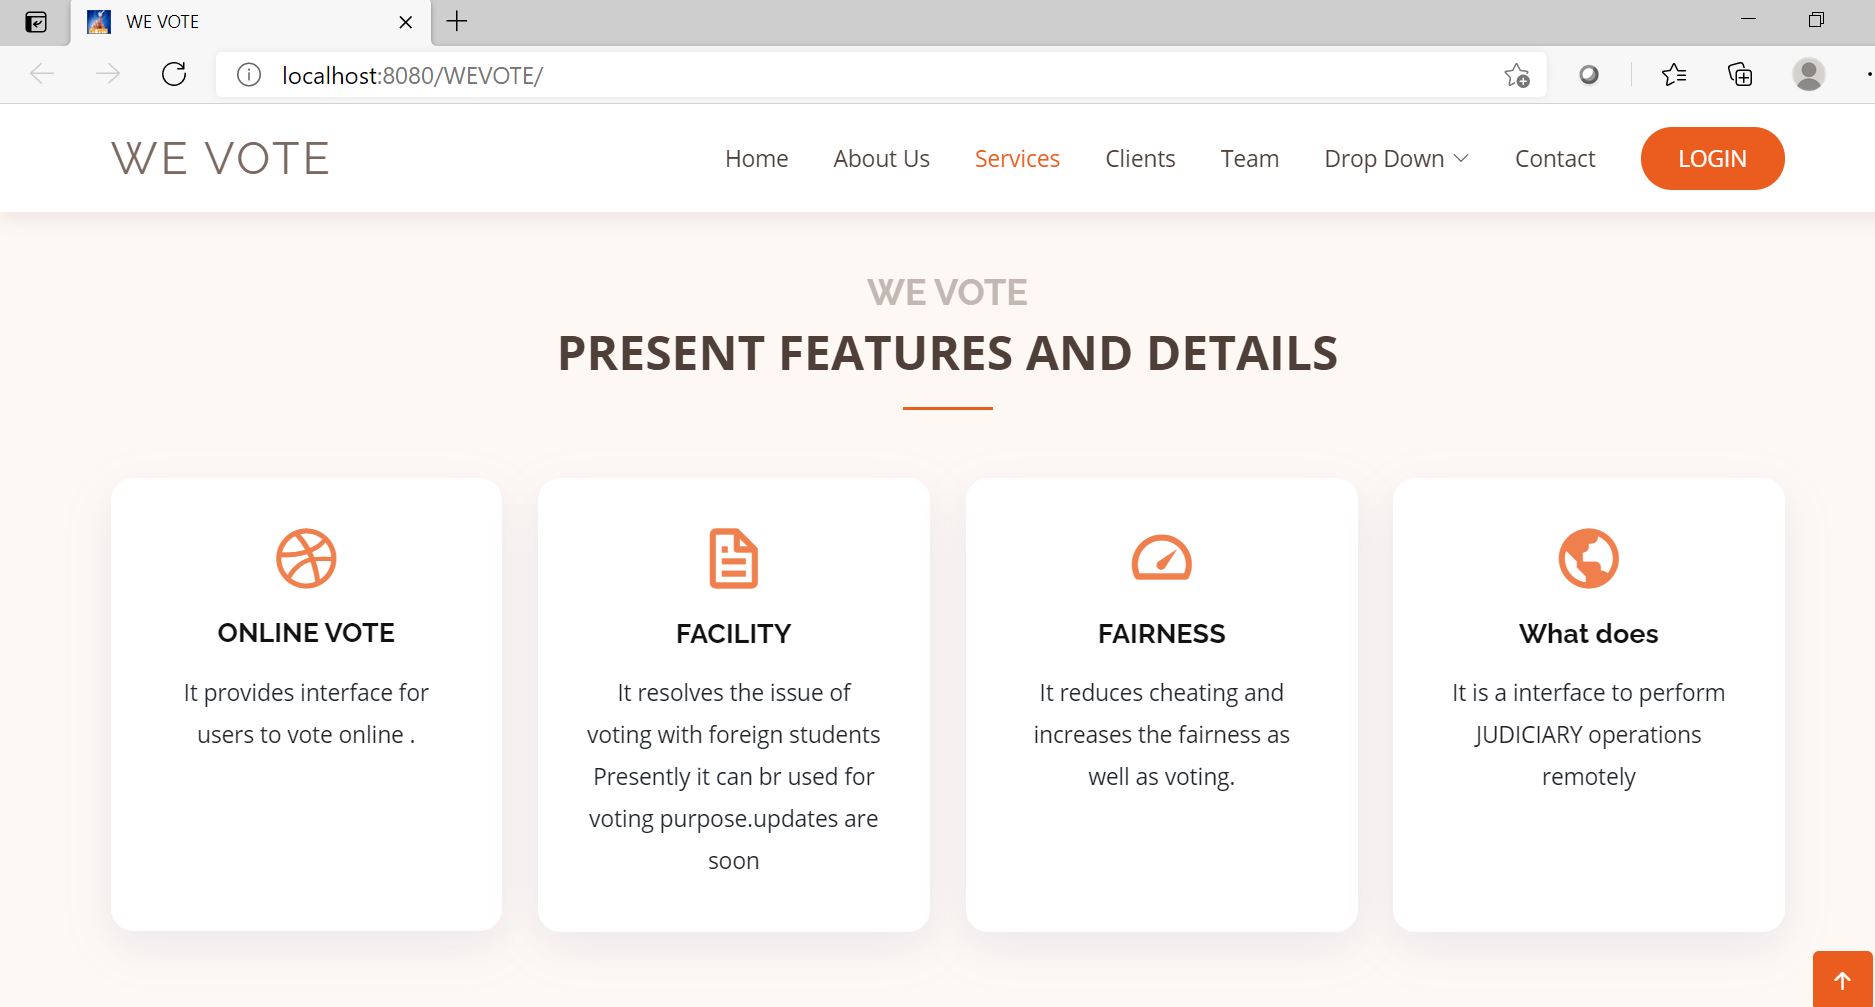 WE VOTE
localhost:8080/WEVOTE/
WE VOTE
Home About Us Services Clients Team Drop Down Contact LOGIN
WE VOTE
PRESENT FEATURES AND DETAILS
ONLINE VOTE
It provides interface for
users to vote online .
FACILITY
It resolves the issue of
voting with foreign students
Presently it can br used for
voting purpose.updates are
soon
FAIRNESS
It reduces cheating and
increases the fairness as
well as voting.
What does
It is a interface to perform
JUDICIARY operations
remotely